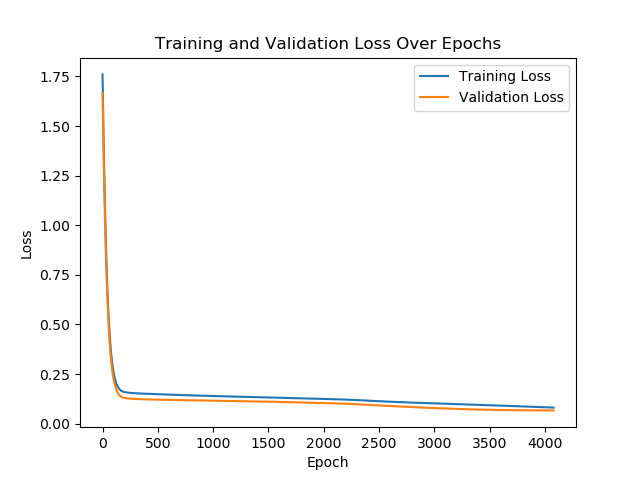 Training and Validation Loss Over Epochs
Training Loss
Validation Loss
1.75
1.50
1.25
1.00
0.75
0.50
0.25
0.00
Loss
0 500 1000 1500 2000 2500 3000 3500 4000
Epoch